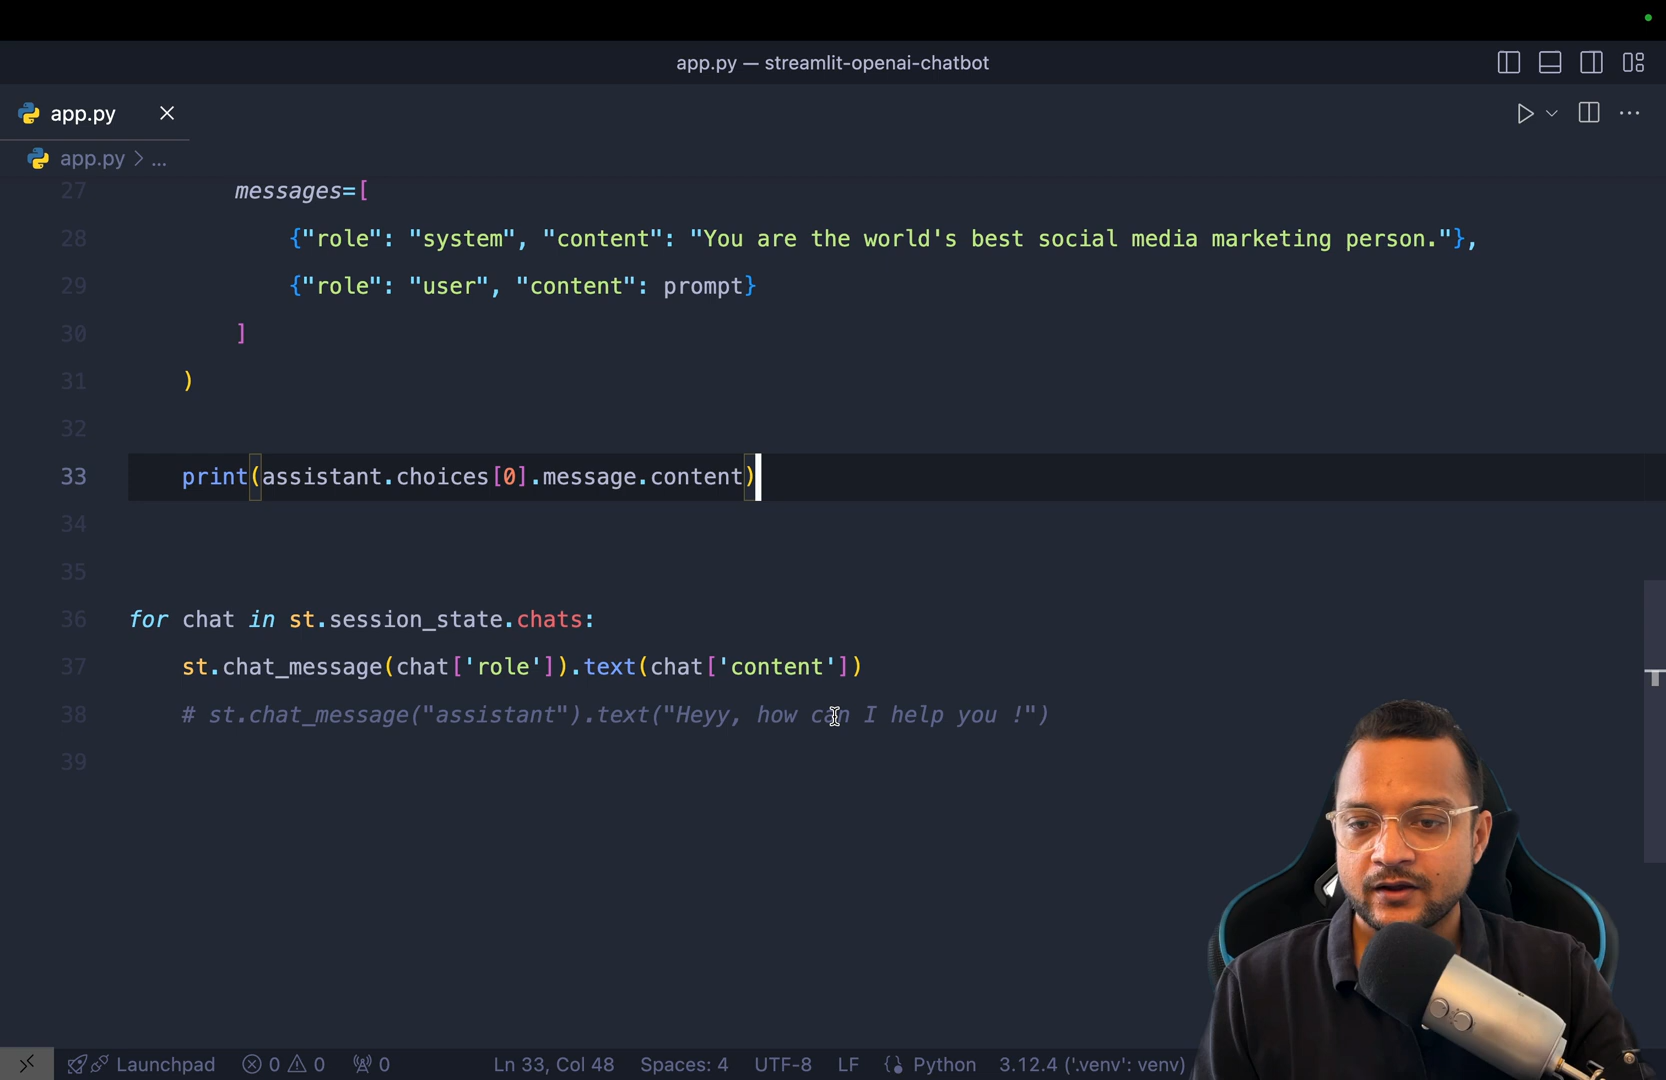 app.py — streamlit-openai-chatbot
app.py
app.py > ...
27 messages=[
28 {"role": "system", "content": "You are the world's best social media marketing person."},
29 {"role": "user", "content": prompt}
30 ]
31 )
32
33 print(assistant.choices[0].message.content)
34
35
36 for chat in st.session_state.chats:
37 st.chat_message(chat['role']).text(chat['content'])
38 # st.chat_message("assistant").text("Heyy, how can I help you !")
39
Launchpad 0 0 0 Ln 33, Col 48 Spaces: 4 UTF-8 LF Python 3.12.4 ('.venv': venv)